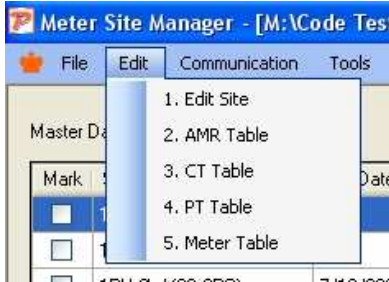 Meter Site Manager - [M:\Code Tes
File Edit Communication Tools
1. Edit Site
2. AMR Table
3. CT Table
4. PT Table
5. Meter Table
Master Da
Mark